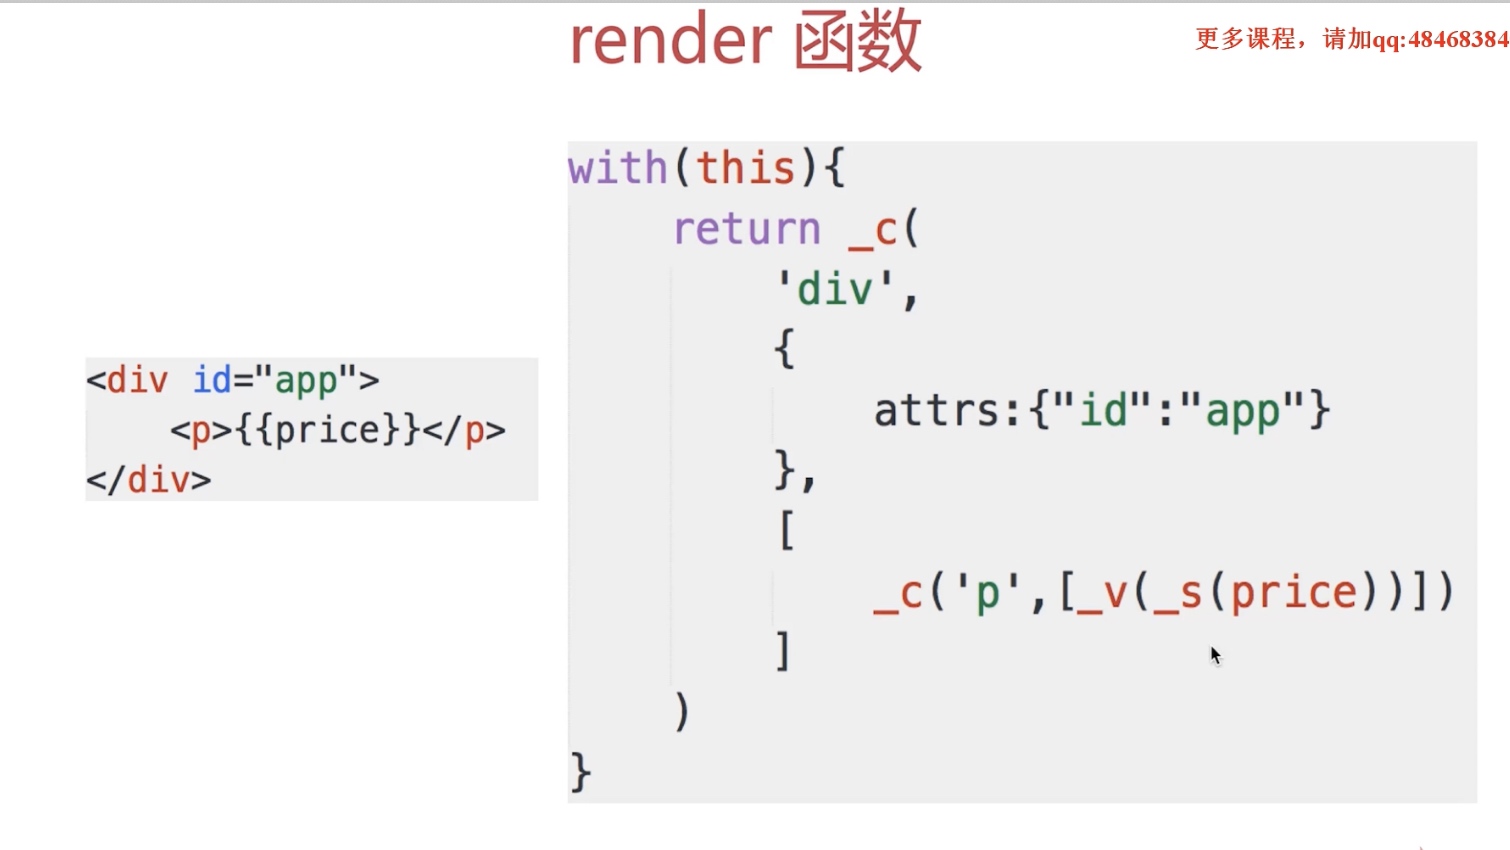 render 函数
更多课程，请加qq:48468384
<div id="app">
<p>{{price}}</p>
</div>
with(this){
return _c(
'div',
{
attrs:{"id":"app"}
},
[
_c('p',[_v(_s(price))])
]
)
}